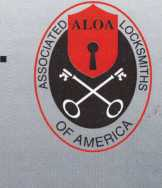 ALOA
ASSOCIATED LOCKSMITHS
OF AMERICA